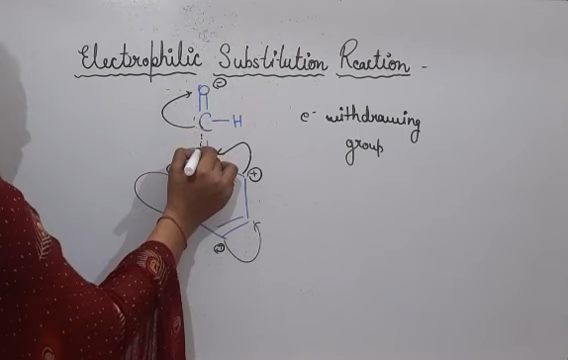 Electrophilic Substitution Reaction -
O ⊖
C - H
e⁻ withdrawing
group
⊕
⊕